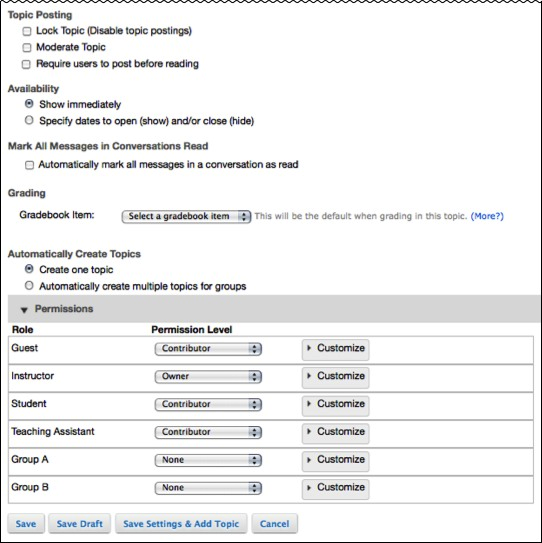 Topic Posting
Lock Topic (Disable topic postings)
Moderate Topic
Require users to post before reading
Availability
Show immediately
Specify dates to open (show) and/or close (hide)
Mark All Messages in Conversations Read
Automatically mark all messages in a conversation as read
Grading
Gradebook Item: Select a gradebook item This will be the default when grading in this topic. (More?)
Automatically Create Topics
Create one topic
Automatically create multiple topics for groups
Permissions
Role Permission Level
Guest Contributor Customize
Instructor Owner Customize
Student Contributor Customize
Teaching Assistant Contributor Customize
Group A None Customize
Group B None Customize
Save Save Draft Save Settings & Add Topic Cancel